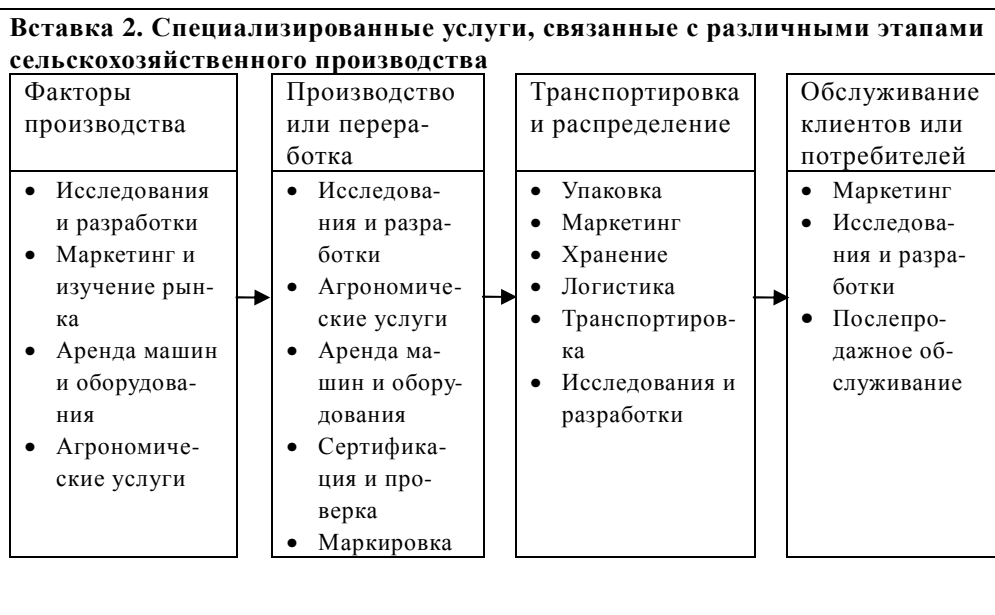 Вставка 2. Специализированные услуги, связанные с различными этапами
сельскохозяйственного производства
Факторы
производства
• Исследования
и разработки
• Маркетинг и
изучение рын-
ка
• Аренда машин
и оборудова-
ния
• Агрономиче-
ские услуги
Производство
или перера-
ботка
• Исследова-
ния и разра-
ботки
• Агрономиче-
ские услуги
• Аренда ма-
шин и обору-
дования
• Сертифика-
ция и про-
верка
• Маркировка
Транспортировка
и распределение
• Упаковка
• Маркетинг
• Хранение
• Логистика
• Транспортиров-
ка
• Исследования и
разработки
Обслуживание
клиентов или
потребителей
• Маркетинг
• Исследова-
ния и разра-
ботки
• Послепро-
дажное об-
служивание